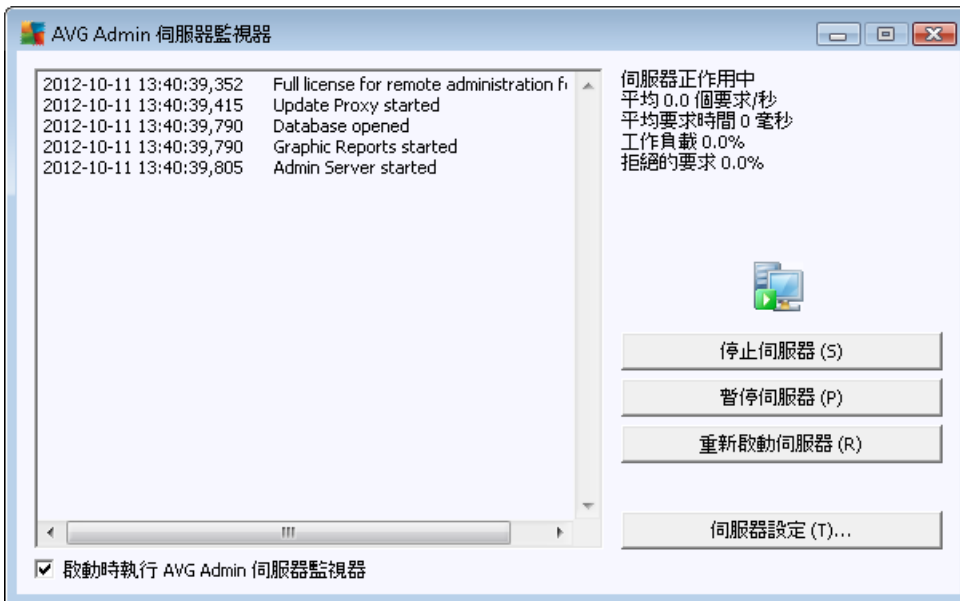 AVG Admin 伺服器監視器
2012-10-11 13:40:39,352 Full license for remote administration
2012-10-11 13:40:39,415 Update Proxy started
2012-10-11 13:40:39,790 Database opened
2012-10-11 13:40:39,790 Graphic Reports started
2012-10-11 13:40:39,805 Admin Server started
伺服器正作用中
平均 0.0 個要求/秒
平均要求時間 0 毫秒
工作負載 0.0%
拒絕的要求 0.0%
停止伺服器 (S)
暫停伺服器 (P)
重新啟動伺服器 (R)
伺服器設定 (T)...
啟動時執行 AVG Admin 伺服器監視器